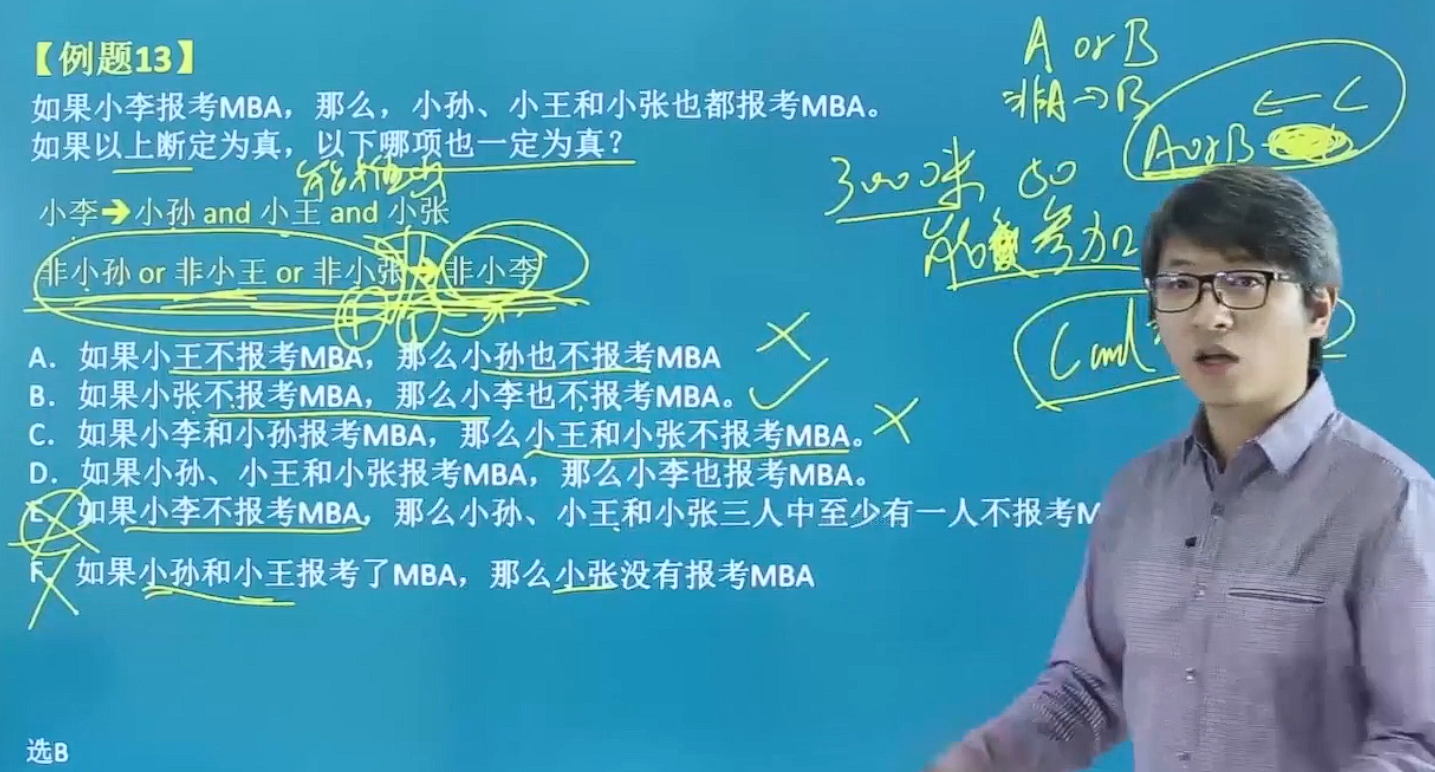 【例题13】
如果小李报考MBA，那么，小孙、小王和小张也都报考MBA。
如果以上断定为真，以下哪项也一定为真？
能推出
小李→小孙 and 小王 and 小张
非小孙 or 非小王 or 非小张→非小李
A. 如果小王不报考MBA，那么小孙也不报考MBA
B. 如果小张不报考MBA，那么小李也不报考MBA。
C. 如果小李和小孙报考MBA，那么小王和小张不报考MBA。
D. 如果小孙、小王和小张报考MBA，那么小李也报考MBA。
E. 如果小李不报考MBA，那么小孙、小王和小张三人中至少有一人不报考M
F. 如果小孙和小王报考了MBA，那么小张没有报考MBA
选B
A or B
非A→B
← C
A or B
3000米 60
参加
C and